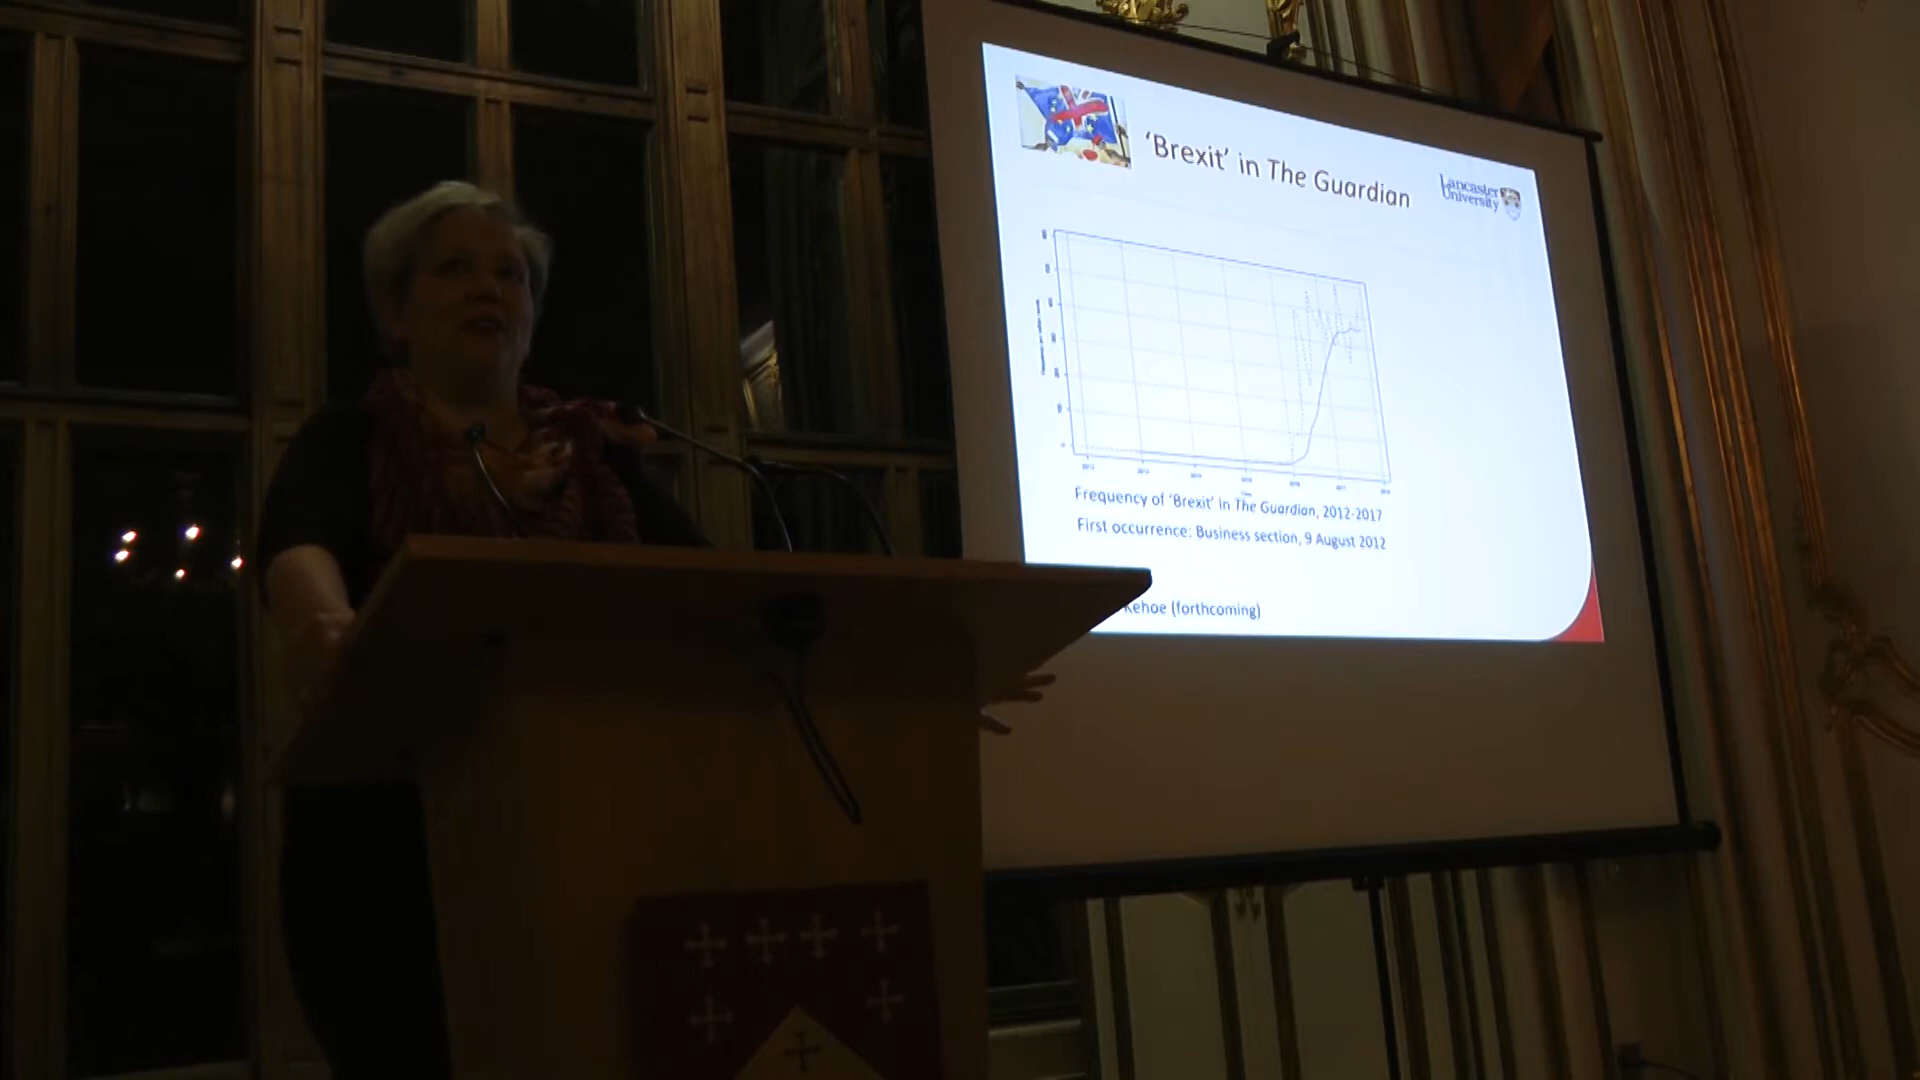 'Brexit' in The Guardian
Lancaster
University
Frequency of 'Brexit' in The Guardian, 2012-2017
First occurrence: Business section, 9 August 2012
Kehoe (forthcoming)